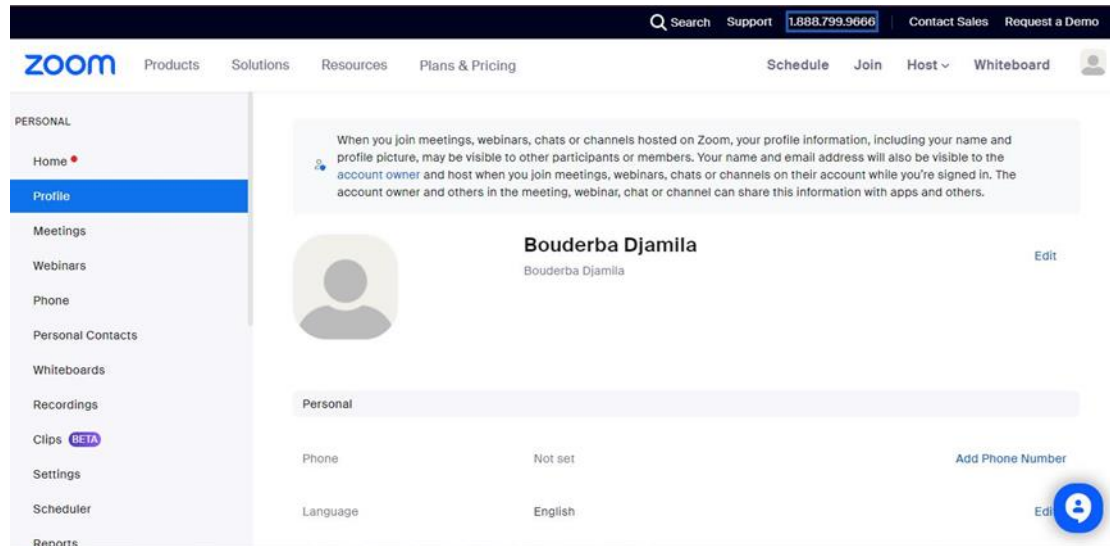 Search Support 1.888.799.9666 Contact Sales Request a Demo
zoom Products Solutions Resources Plans & Pricing Schedule Join Host Whiteboard
PERSONAL
Home
Profile
Meetings
Webinars
Phone
Personal Contacts
Whiteboards
Recordings
Clips BETA
Settings
Scheduler
Reports
When you join meetings, webinars, chats or channels hosted on Zoom, your profile information, including your name and
profile picture, may be visible to other participants or members. Your name and email address will also be visible to the
account owner and host when you join meetings, webinars, chats or channels on their account while you're signed in. The
account owner and others in the meeting, webinar, chat or channel can share this information with apps and others.
Bouderba Djamila
Edit
Bouderba Djamila
Personal
Phone Not set Add Phone Number
Language English Edit